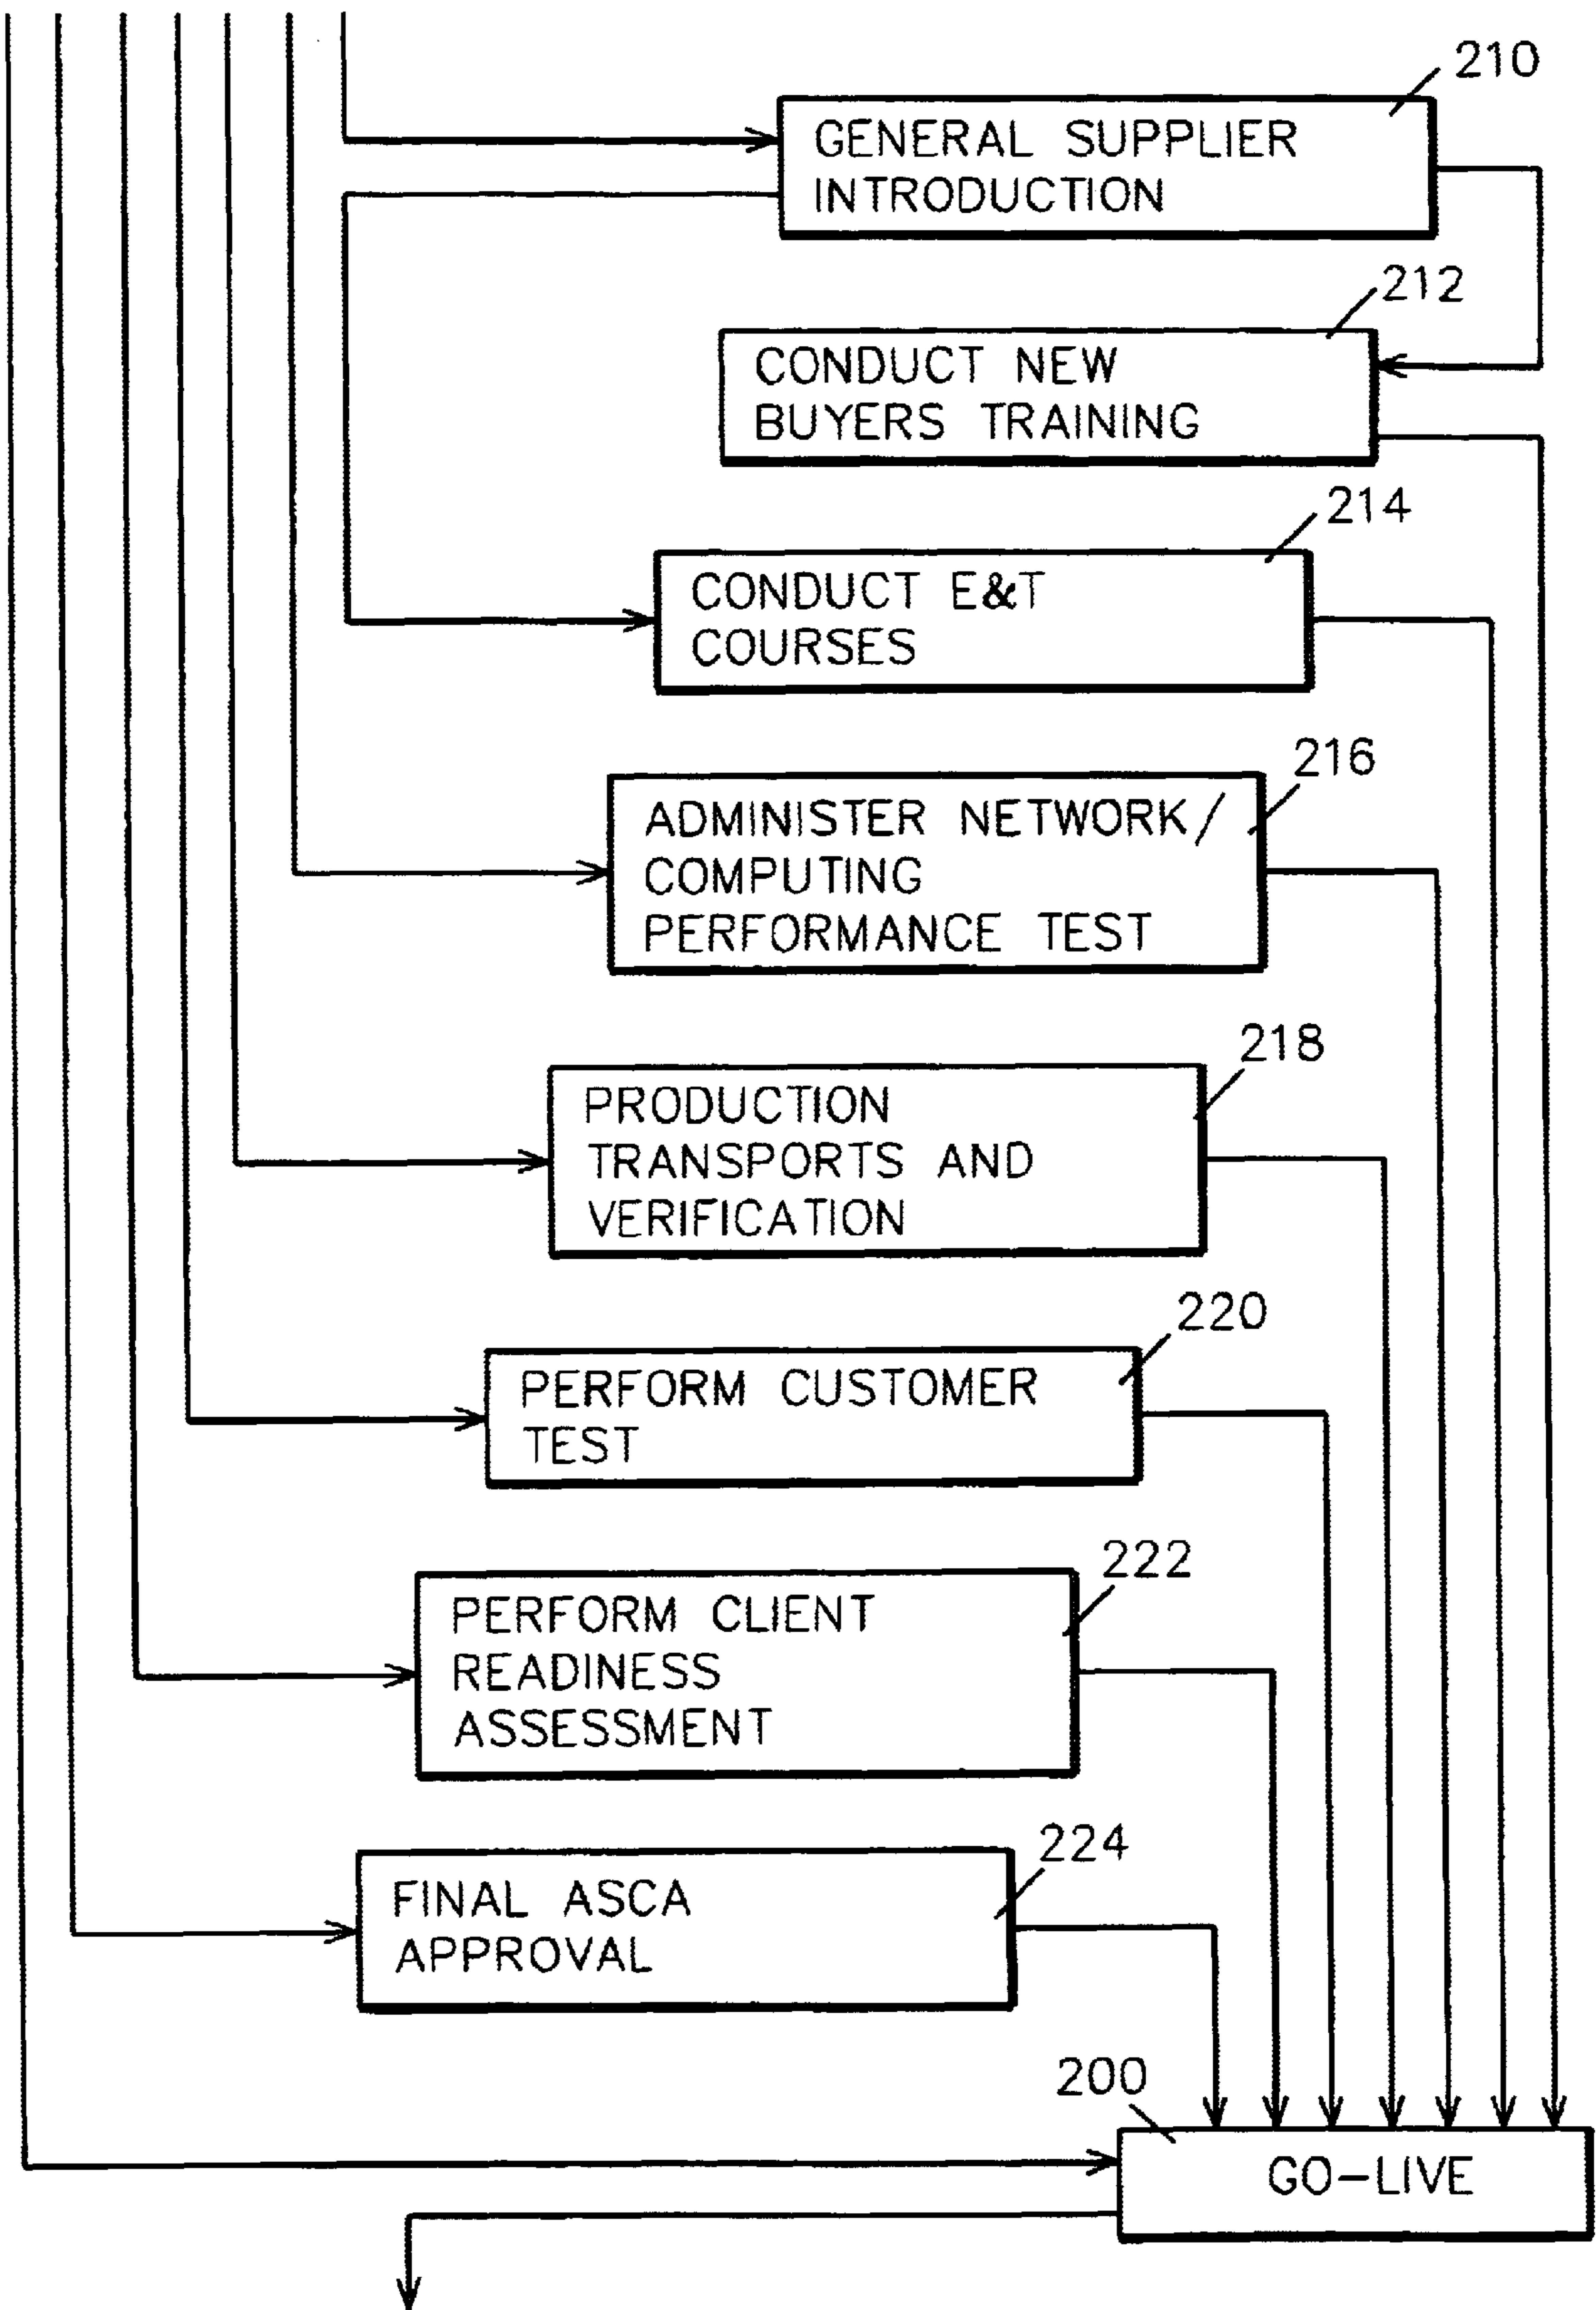 210
GENERAL SUPPLIER
INTRODUCTION
212
CONDUCT NEW
BUYERS TRAINING
214
CONDUCT E&T
COURSES
216
ADMINISTER NETWORK/
COMPUTING
PERFORMANCE TEST
218
PRODUCTION
TRANSPORTS AND
VERIFICATION
220
PERFORM CUSTOMER
TEST
222
PERFORM CLIENT
READINESS
ASSESSMENT
224
FINAL ASCA
APPROVAL
200
GO-LIVE